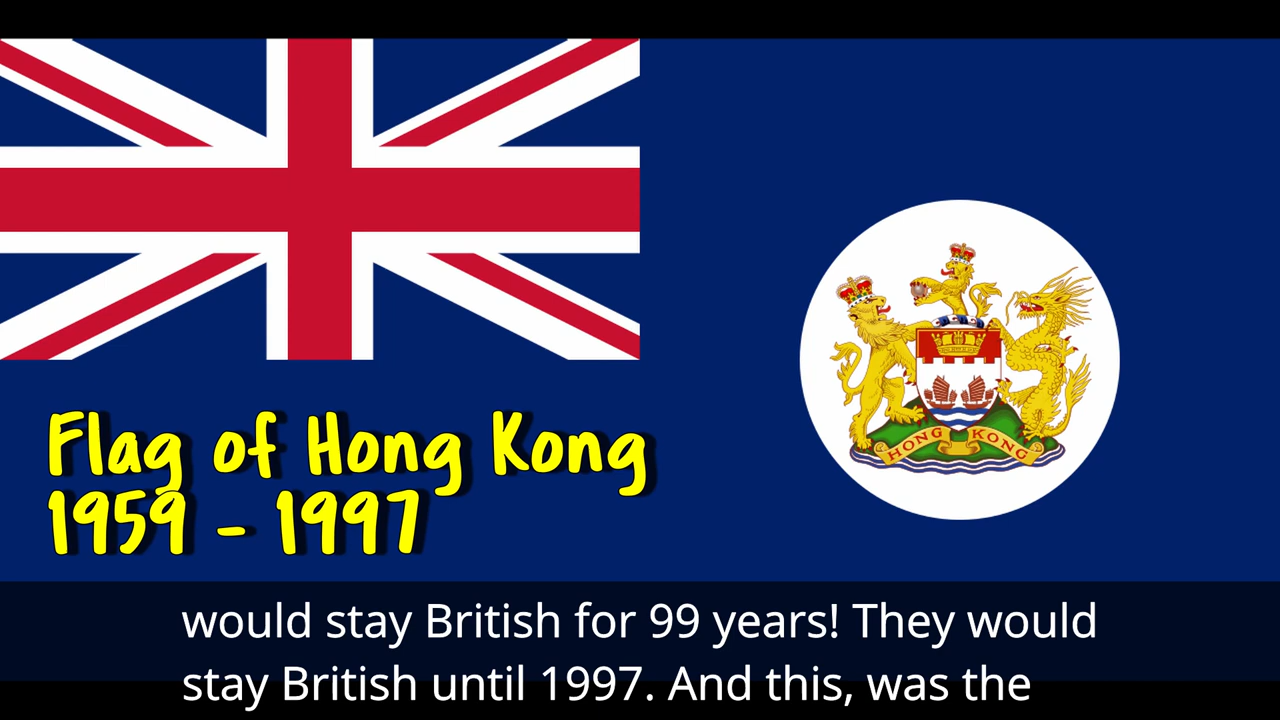 HONG KONG
Flag of Hong Kong
1959 - 1997
would stay British for 99 years! They would
stay British until 1997. And this, was the